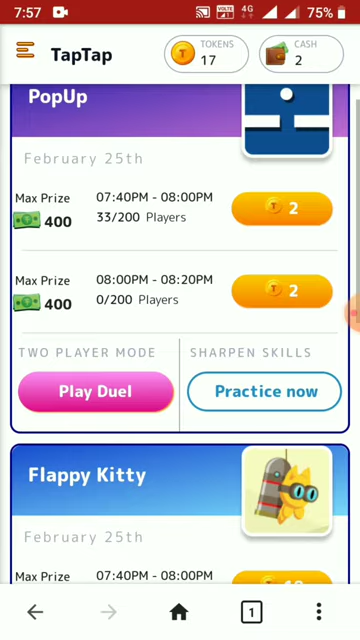 7:57
VOLTE
4G
75%
TapTap
TOKENS
17
CASH
2
PopUp
February 25th
Max Prize
400
07:40PM - 08:00PM
33/200 Players
2
Max Prize
400
08:00PM - 08:20PM
0/200 Players
2
TWO PLAYER MODE
Play Duel
SHARPEN SKILLS
Practice now
Flappy Kitty
February 25th
Max Prize
07:40PM - 08:00PM
1